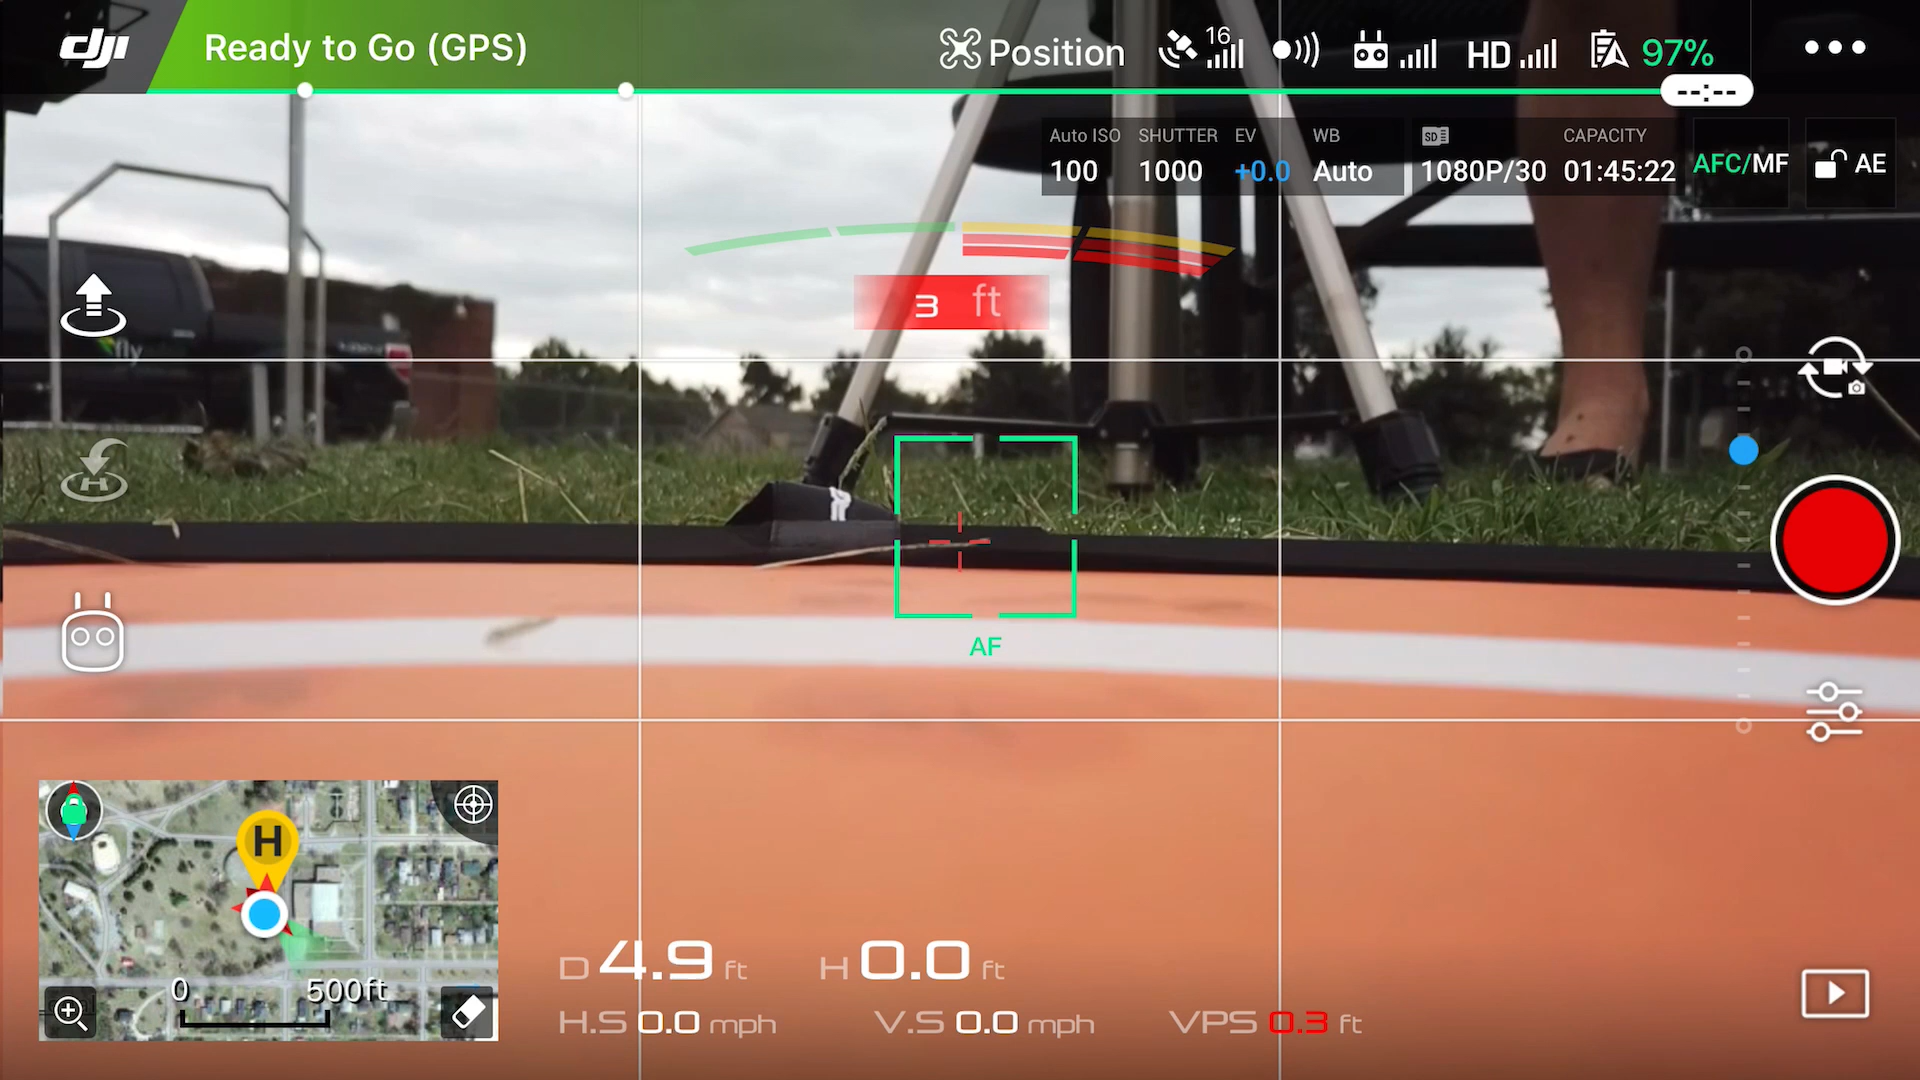 dji
Ready to Go (GPS)
Position
16
HD
97%
--:--
Auto ISO
100
SHUTTER
1000
EV
+0.0
WB
Auto
SD
1080P/30
CAPACITY
01:45:22
AFC/MF
AE
3 ft
fly
H
AF
H
0
500ft
D 4.9 ft
H 0.0 ft
H.S 0.0 mph
V.S 0.0 mph
VPS 0.3 ft